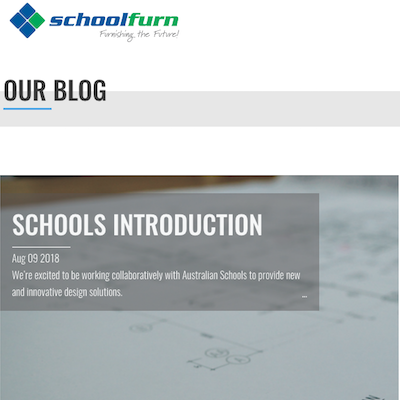 schoolfurn
Furnishing the Future!
OUR BLOG
SCHOOLS INTRODUCTION
Aug 09 2018
We're excited to be working collaboratively with Australian Schools to provide new
and innovative design solutions.